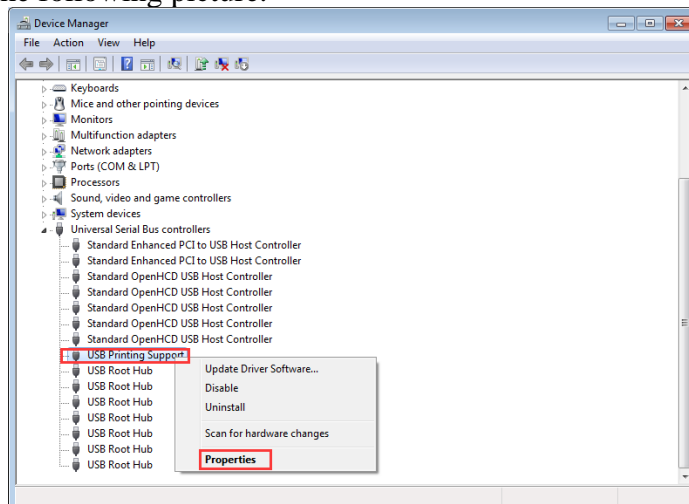 he following picture.
Device Manager
File Action View Help
Keyboards
Mice and other pointing devices
Monitors
Multifunction adapters
Network adapters
Ports (COM & LPT)
Processors
Sound, video and game controllers
System devices
Universal Serial Bus controllers
Standard Enhanced PCI to USB Host Controller
Standard Enhanced PCI to USB Host Controller
Standard OpenHCD USB Host Controller
Standard OpenHCD USB Host Controller
Standard OpenHCD USB Host Controller
Standard OpenHCD USB Host Controller
Standard OpenHCD USB Host Controller
USB Printing Support
USB Root Hub
USB Root Hub
USB Root Hub
USB Root Hub
USB Root Hub
USB Root Hub
USB Root Hub
Update Driver Software...
Disable
Uninstall
Scan for hardware changes
Properties